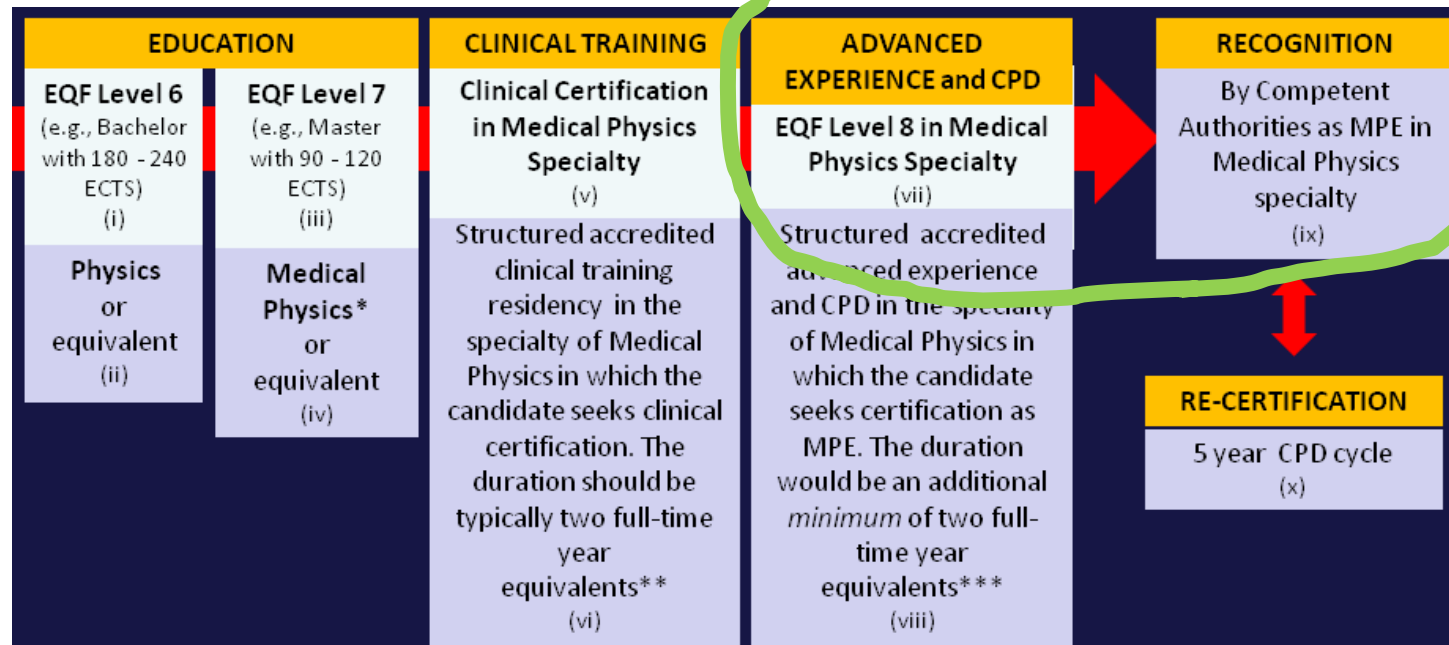 EDUCATION
EQF Level 6
(e.g., Bachelor
with 180 - 240
ECTS)
(i)
Physics
or
equivalent
(ii)
EQF Level 7
(e.g., Master
with 90 - 120
ECTS)
(iii)
Medical
Physics*
or
equivalent
(iv)
CLINICAL TRAINING
Clinical Certification
in Medical Physics
Specialty
(v)
Structured accredited
clinical training
residency in the
specialty of Medical
Physics in which the
candidate seeks clinical
certification. The
duration should be
typically two full-time
year
equivalents**
(vi)
ADVANCED
EXPERIENCE and CPD
EQF Level 8 in Medical
Physics Specialty
(vii)
Structured accredited
advanced experience
and CPD in the specialty
of Medical Physics in
which the candidate
seeks certification as
MPE. The duration
would be an additional
minimum of two full-
time year
equivalents***
(viii)
RECOGNITION
By Competent
Authorities as MPE in
Medical Physics
specialty
(ix)
RE-CERTIFICATION
5 year CPD cycle
(x)